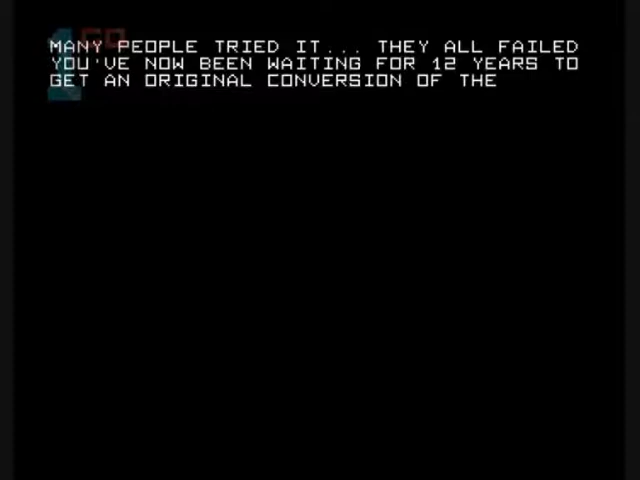 MANY PEOPLE TRIED IT... THEY ALL FAILED
YOU'VE NOW BEEN WAITING FOR 12 YEARS TO
GET AN ORIGINAL CONVERSION OF THE